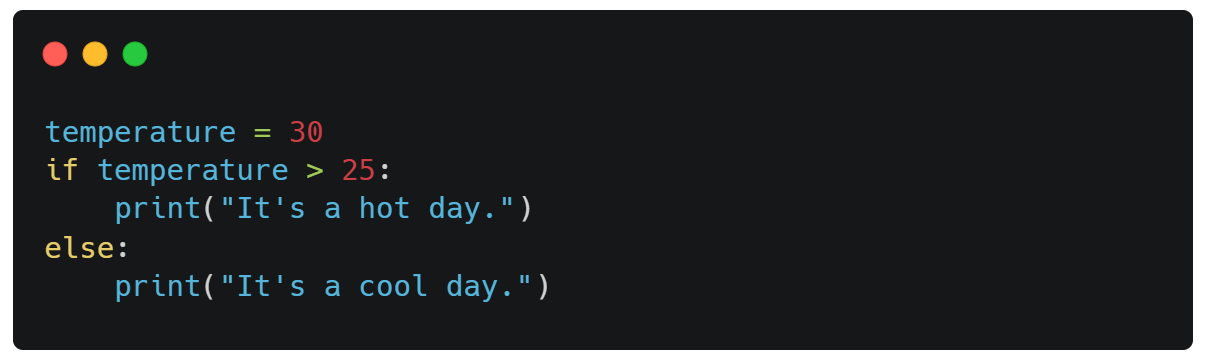 temperature = 30
if temperature > 25:
    print("It's a hot day.")
else:
    print("It's a cool day.")